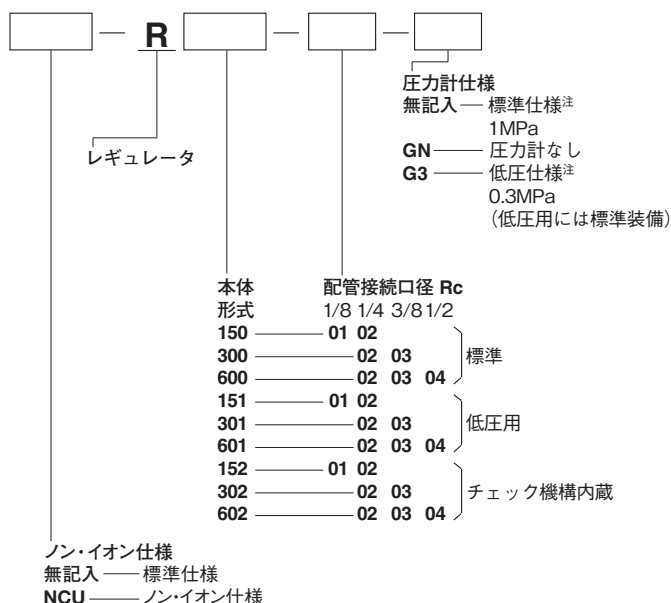 — R — —
圧力計仕様
無記入 — 標準仕様注
1MPa
GN — 圧力計なし
G3 — 低圧仕様注
0.3MPa
(低圧用には標準装備)
レギュレータ
本体 配管接続口径 Rc
形式 1/8 1/4 3/8 1/2
150 — 01 02
300 — 02 03 標準
600 — 02 03 04
151 — 01 02
301 — 02 03 低圧用
601 — 02 03 04
152 — 01 02
302 — 02 03 チェック機構内蔵
602 — 02 03 04
ノン・イオン仕様
無記入 — 標準仕様
NCU — ノン・イオン仕様